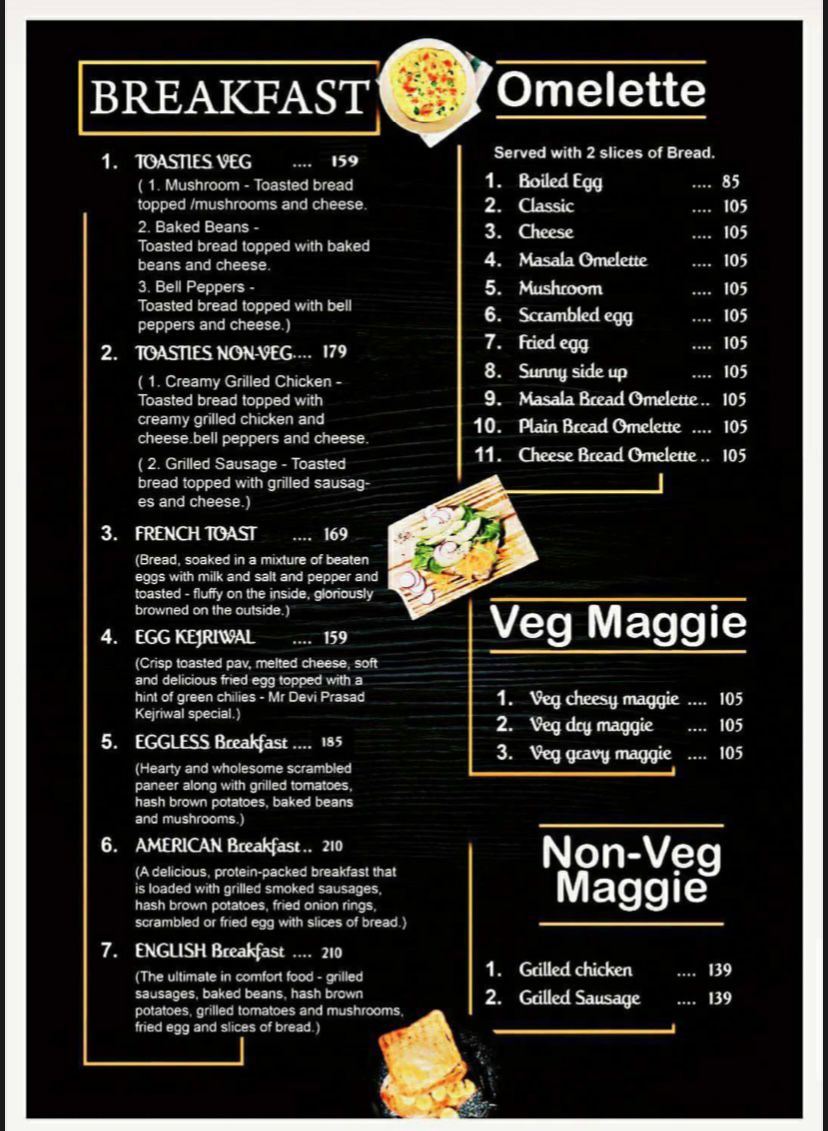 BREAKFAST
1. TOASTIES VEG .... 159
( 1. Mushroom - Toasted bread
topped /mushrooms and cheese.
2. Baked Beans -
Toasted bread topped with baked
beans and cheese.
3. Bell Peppers -
Toasted bread topped with bell
peppers and cheese.)
2. TOASTIES NON-VEG.... 179
( 1. Creamy Grilled Chicken -
Toasted bread topped with
creamy grilled chicken and
cheese.bell peppers and cheese.
( 2. Grilled Sausage - Toasted
bread topped with grilled sausag-
es and cheese.)
3. FRENCH TOAST .... 169
(Bread, soaked in a mixture of beaten
eggs with milk and salt and pepper and
toasted - fluffy on the inside, gloriously
browned on the outside.)
4. EGG KEJRIWAL .... 159
(Crisp toasted pav, melted cheese, soft
and delicious fried egg topped with a
hint of green chilies - Mr Devi Prasad
Kejriwal special.)
5. EGGLESS Breakfast .... 185
(Hearty and wholesome scrambled
paneer along with grilled tomatoes,
hash brown potatoes, baked beans
and mushrooms.)
6. AMERICAN Breakfast.. 210
(A delicious, protein-packed breakfast that
is loaded with grilled smoked sausages,
hash brown potatoes, fried onion rings,
scrambled or fried egg with slices of bread.)
7. ENGLISH Breakfast .... 210
(The ultimate in comfort food - grilled
sausages, baked beans, hash brown
potatoes, grilled tomatoes and mushrooms,
fried egg and slices of bread.)
Omelette
Served with 2 slices of Bread.
1. Boiled Egg .... 85
2. Classic .... 105
3. Cheese .... 105
4. Masala Omelette .... 105
5. Mushroom .... 105
6. Scrambled egg .... 105
7. Fried egg .... 105
8. Sunny side up .... 105
9. Masala Bread Omelette .. 105
10. Plain Bread Omelette .... 105
11. Cheese Bread Omelette .. 105
Veg Maggie
1. Veg cheesy maggie .... 105
2. Veg dry maggie .... 105
3. Veg gravy maggie .... 105
Non-Veg
Maggie
1. Grilled chicken .... 139
2. Grilled Sausage .... 139